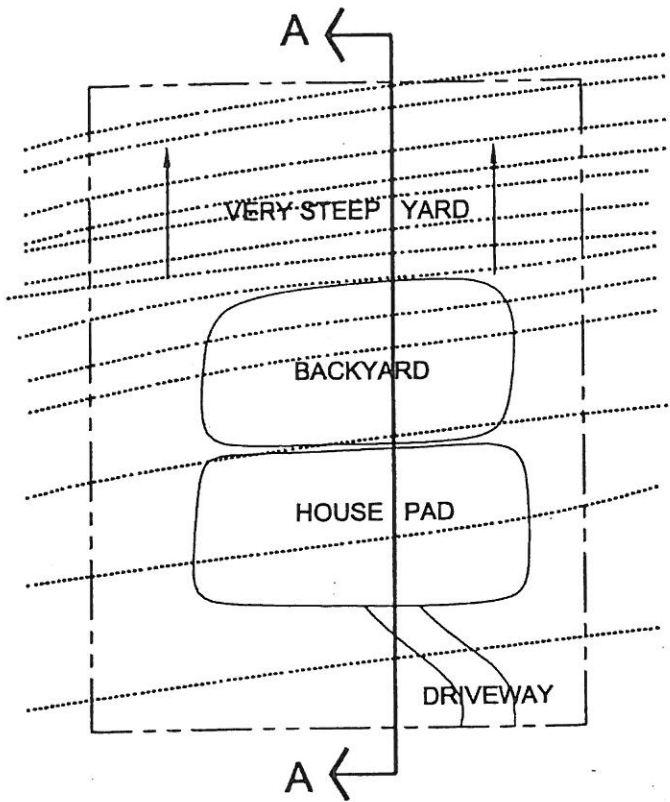 A
VERY STEEP YARD
BACKYARD
HOUSE PAD
DRIVEWAY
A